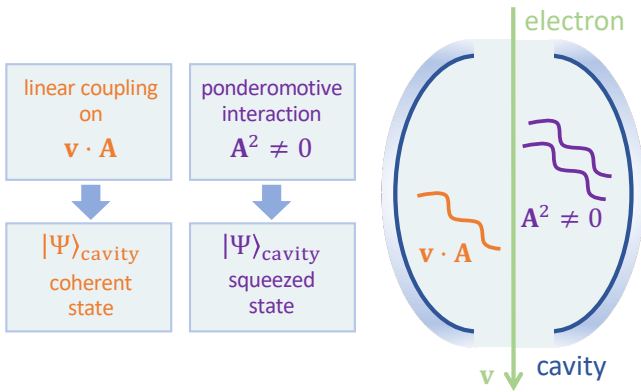 linear coupling
on
v · A
ponderomotive
interaction
A² ≠ 0
|Ψ⟩cavity
coherent
state
|Ψ⟩cavity
squeezed
state
electron
A² ≠ 0
v · A
v
cavity